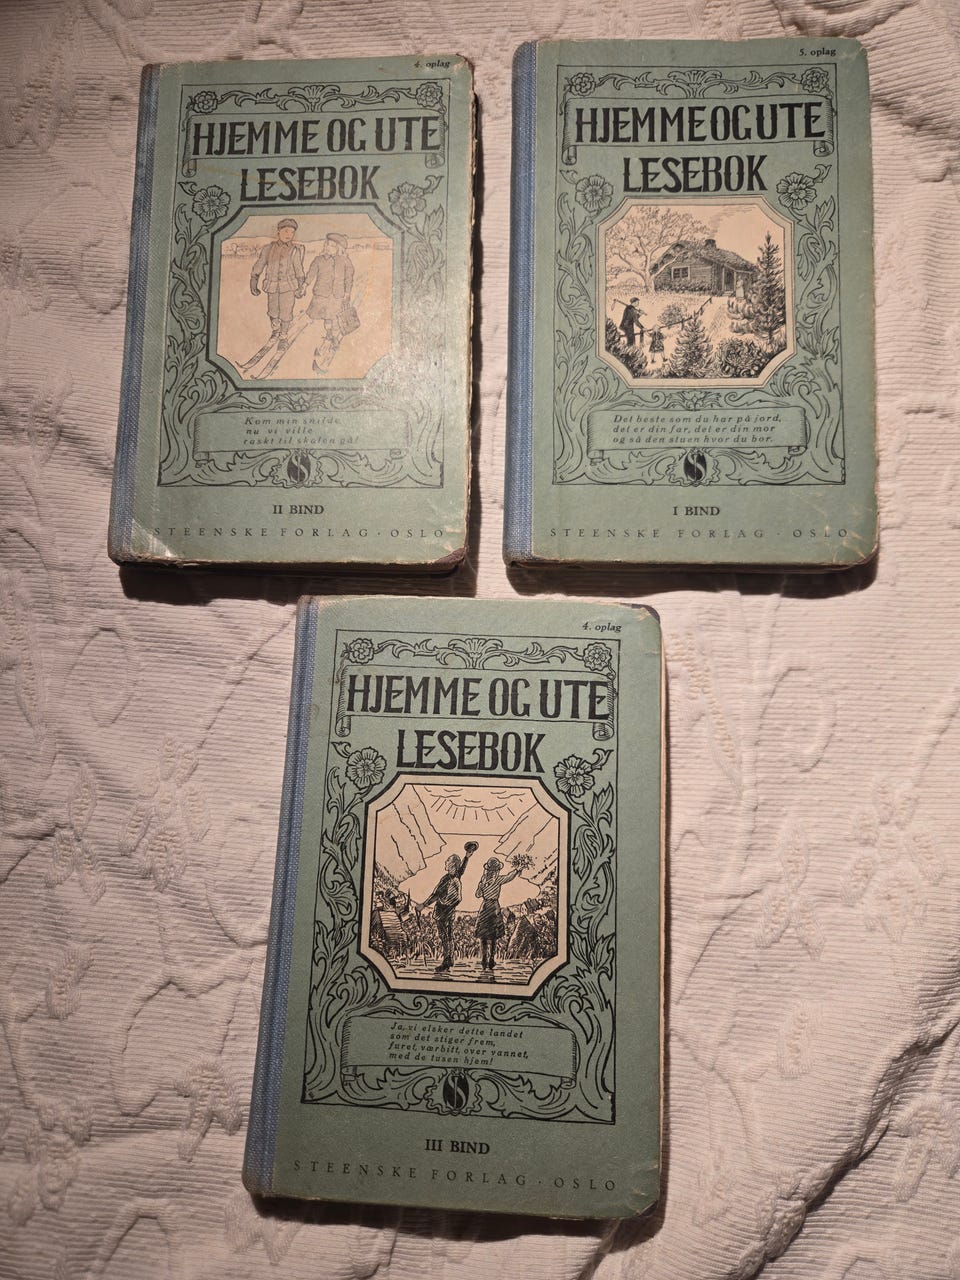 4. oplag
HJEMME OG UTE
LESEBOK
Kom min snilde,
nu vi ville
raskt til skolen gå!
II BIND
STEENSKE FORLAG · OSLO
5. oplag
HJEMME OG UTE
LESEBOK
Det beste som du har på jord,
det er din far, det er din mor
og så den stuen hvor du bor.
I BIND
STEENSKE FORLAG · OSLO
4. oplag
HJEMME OG UTE
LESEBOK
Ja, vi elsker dette landet
som det stiger frem,
furet, værbitt, over vannet,
med de tusen hjem!
III BIND
STEENSKE FORLAG · OSLO